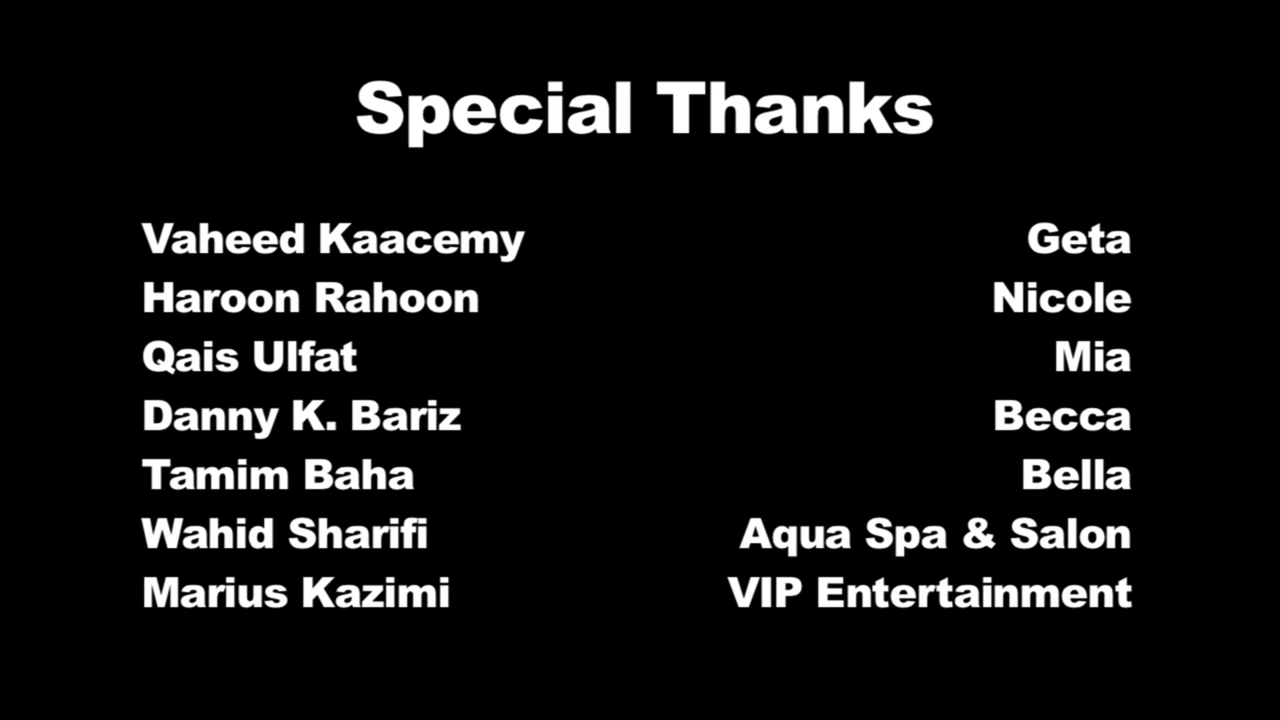 Special Thanks
Vaheed Kaacemy
Haroon Rahoon
Qais Ulfat
Danny K. Bariz
Tamim Baha
Wahid Sharifi
Marius Kazimi
Geta
Nicole
Mia
Becca
Bella
Aqua Spa & Salon
VIP Entertainment